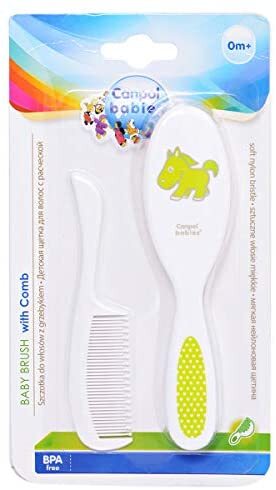 Canpol
babies
0m+
Canpol
babies
BABY BRUSH with Comb
Szczotka do włosów z grzebykiem • Детская щетка для волос с расческой
soft nylon bristle • sztuczne włosie miękkie • мягкая нейлоновая щетина
BPA
free